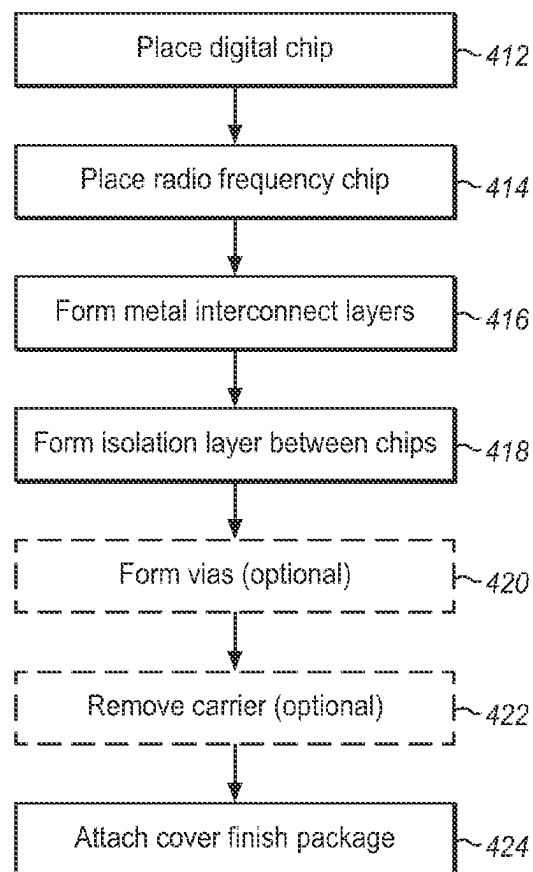 Place digital chip
412
Place radio frequency chip
414
Form metal interconnect layers
416
Form isolation layer between chips
418
Form vias (optional)
420
Remove carrier (optional)
422
Attach cover finish package
424